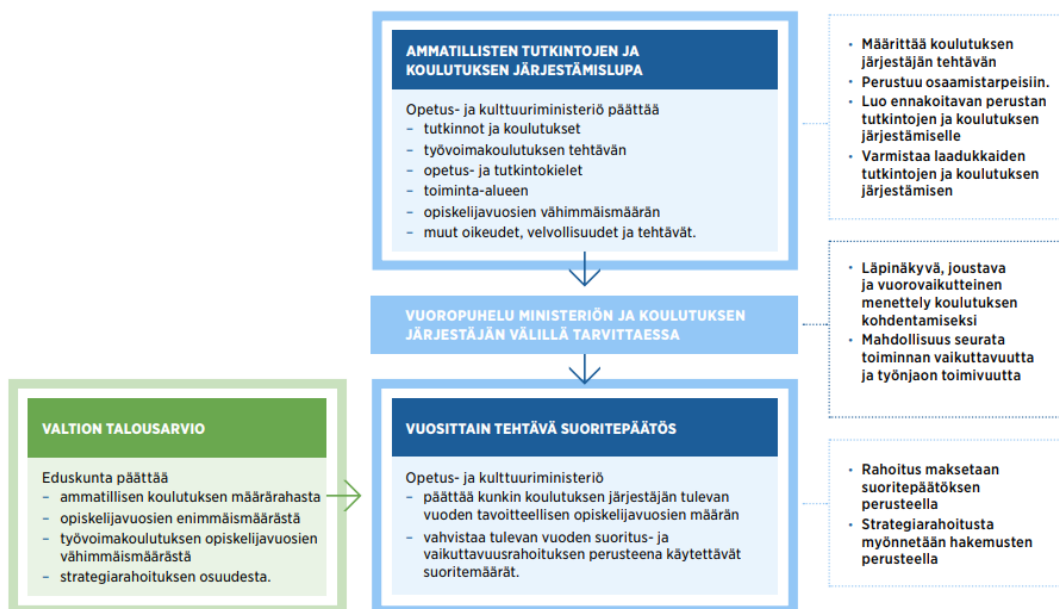 AMMATILLISTEN TUTKINTOJEN JA
KOULUTUKSEN JÄRJESTÄMISLUPA
Opetus- ja kulttuuriministeriö päättää
– tutkinnot ja koulutukset
– työvoimakoulutuksen tehtävän
– opetus- ja tutkintokielet
– toiminta-alueen
– opiskelijavuosien vähimmäismäärän
– muut oikeudet, velvollisuudet ja tehtävät.
• Määrittää koulutuksen
järjestäjän tehtävän
• Perustuu osaamistarpeisiin.
• Luo ennakoitavan perustan
tutkintojen ja koulutuksen
järjestämiselle
• Varmistaa laadukkaiden
tutkintojen ja koulutuksen
järjestämisen
VUOROPUHELU MINISTERIÖN JA KOULUTUKSEN
JÄRJESTÄJÄN VÄLILLÄ TARVITTAESSA
• Läpinäkyvä, joustava
ja vuorovaikutteinen
menettely koulutuksen
kohdentamiseksi
• Mahdollisuus seurata
toiminnan vaikuttavuutta
ja työnjaon toimivuutta
VALTION TALOUSARVIO
Eduskunta päättää
– ammatillisen koulutuksen määrärahasta
– opiskelijavuosien enimmäismäärästä
– työvoimakoulutuksen opiskelijavuosien
vähimmäismäärästä
– strategiarahoituksen osuudesta.
VUOSITTAIN TEHTÄVÄ SUORITEPÄÄTÖS
Opetus- ja kulttuuriministeriö
– päättää kunkin koulutuksen järjestäjän tulevan
vuoden tavoitteellisen opiskelijavuosien määrän
– vahvistaa tulevan vuoden suoritus- ja
vaikuttavuusrahoituksen perusteena käytettävät
suoritemäärät.
• Rahoitus maksetaan
suoritepäätöksen
perusteella
• Strategiarahoitusta
myönnetään hakemusten
perusteella